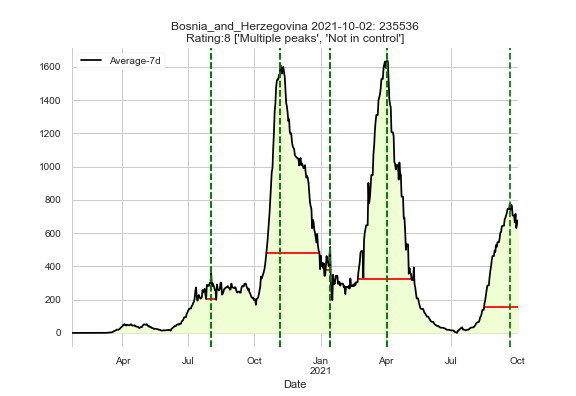 Bosnia_and_Herzegovina 2021-10-02: 235536
Rating:8 ['Multiple peaks', 'Not in control']
Average-7d
1600
1400
1200
1000
800
600
400
200
0
Apr Jul Oct Jan Apr Jul Oct
2021
Date